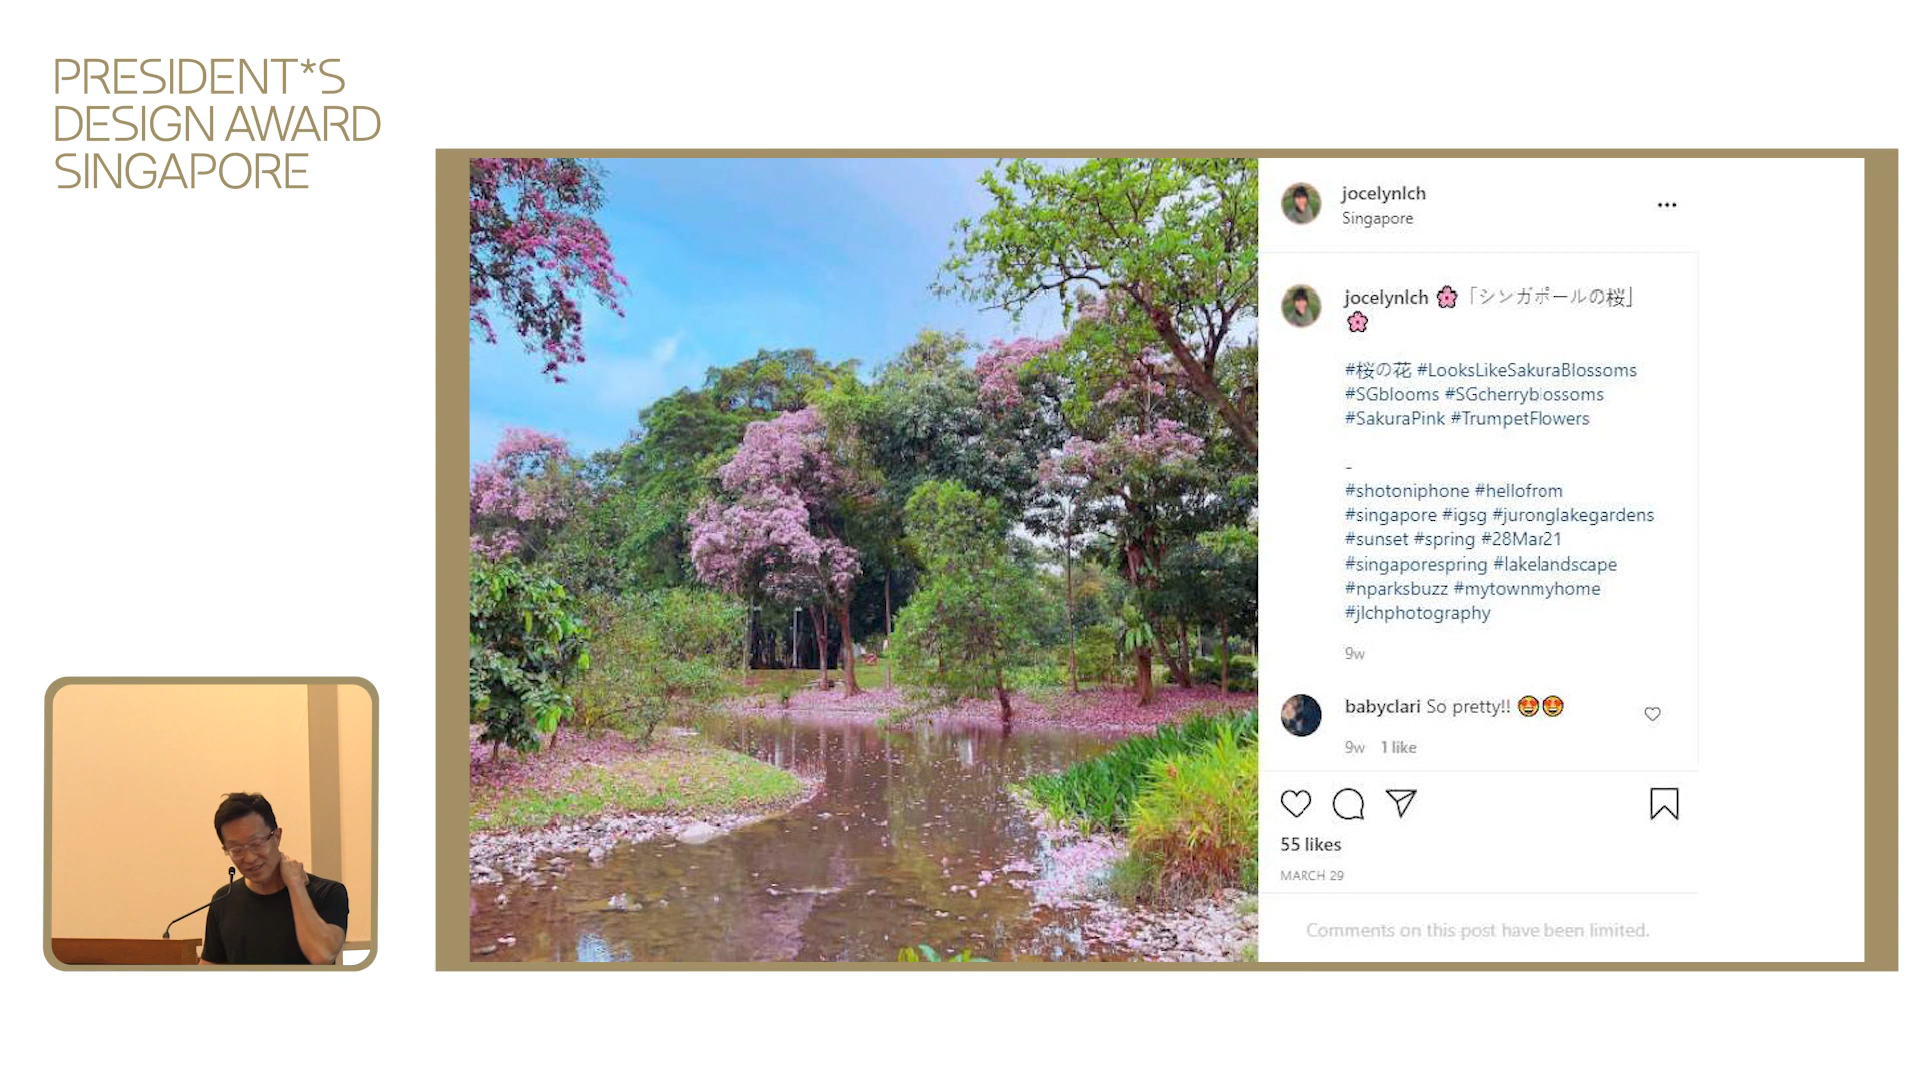 PRESIDENT*S
DESIGN AWARD
SINGAPORE
jocelynlch
Singapore
jocelynlch 🌸「シンガポールの桜」
🌸
#桜の花 #LooksLikeSakuraBlossoms
#SGblooms #SGcherryblossoms
#SakuraPink #TrumpetFlowers
-
#shotoniphone #hellofrom
#singapore #igsg #juronglakegardens
#sunset #spring #28Mar21
#singaporespring #lakelandscape
#nparksbuzz #mytownmyhome
#jlchphotography
9w
babyclari So pretty!! 😍😍
9w 1 like
55 likes
MARCH 29
Comments on this post have been limited.